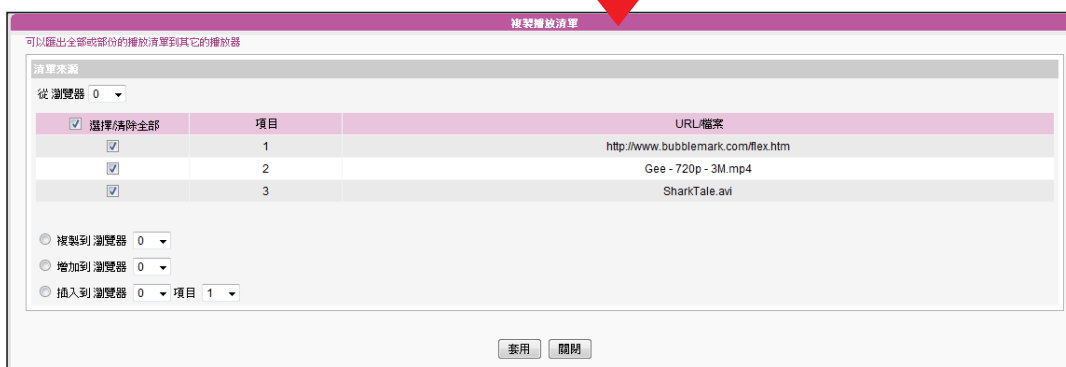 複製播放清單
可以匯出全部或部份的播放清單到其它的播放器
清單來源
從 瀏覽器 0
選擇/清除全部 項目 URL/檔案
1 http://www.bubblemark.com/flex.htm
2 Gee - 720p - 3M.mp4
3 SharkTale.avi
複製到 瀏覽器 0
增加到 瀏覽器 0
插入到 瀏覽器 0 項目 1
套用 關閉